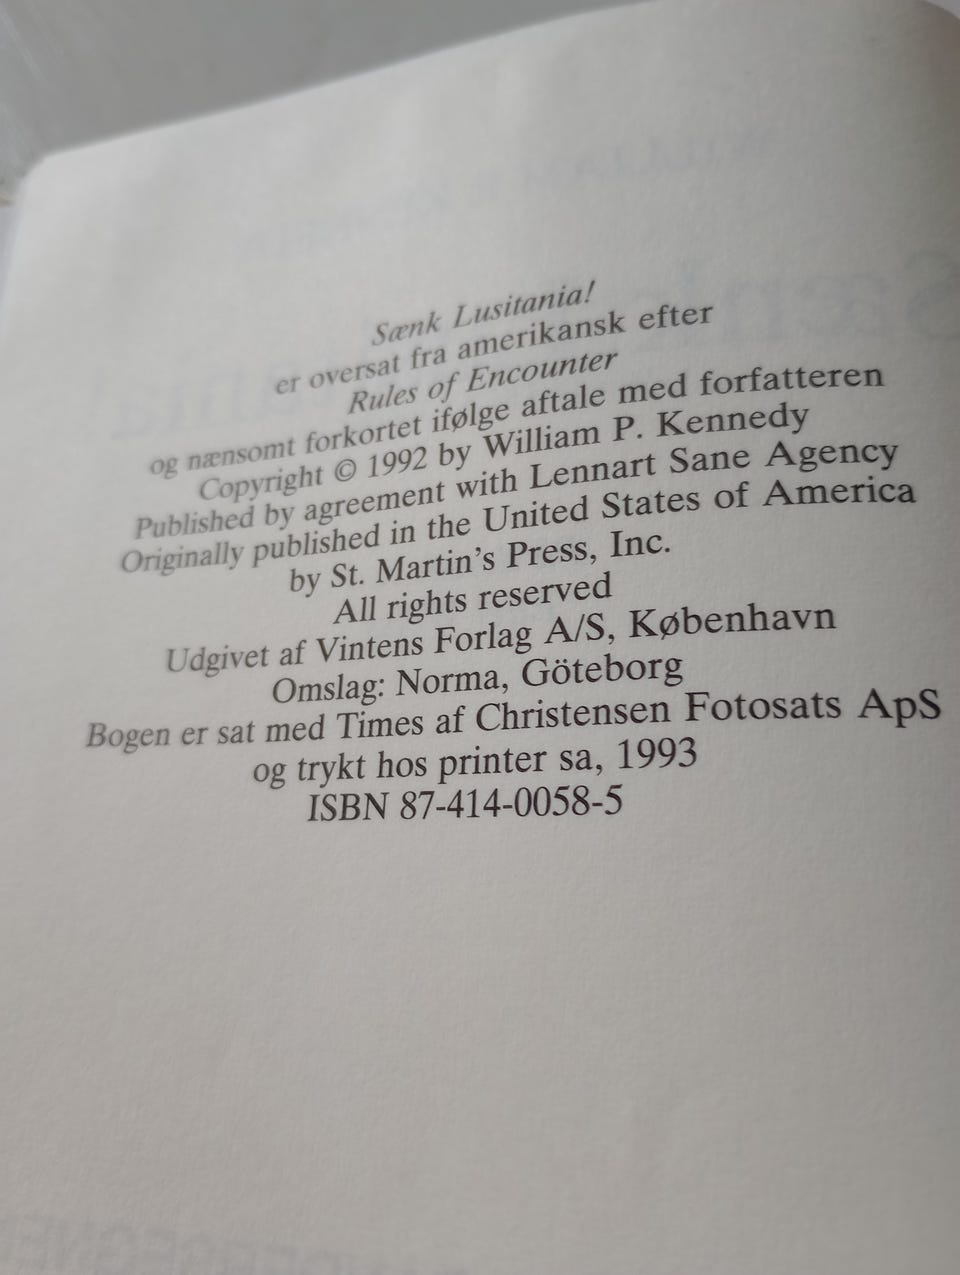 Sænk Lusitania!
er oversat fra amerikansk efter
Rules of Encounter
og nænsomt forkortet ifølge aftale med forfatteren
Copyright © 1992 by William P. Kennedy
Published by agreement with Lennart Sane Agency
Originally published in the United States of America
by St. Martin's Press, Inc.
All rights reserved
Udgivet af Vintens Forlag A/S, København
Omslag: Norma, Göteborg
Bogen er sat med Times af Christensen Fotosats ApS
og trykt hos printer sa, 1993
ISBN 87-414-0058-5